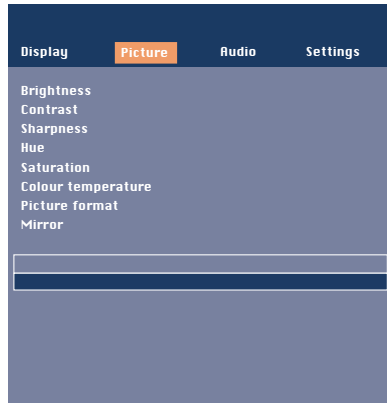 Display Picture Audio Settings
Brightness
Contrast
Sharpness
Hue
Saturation
Colour temperature
Picture format
Mirror